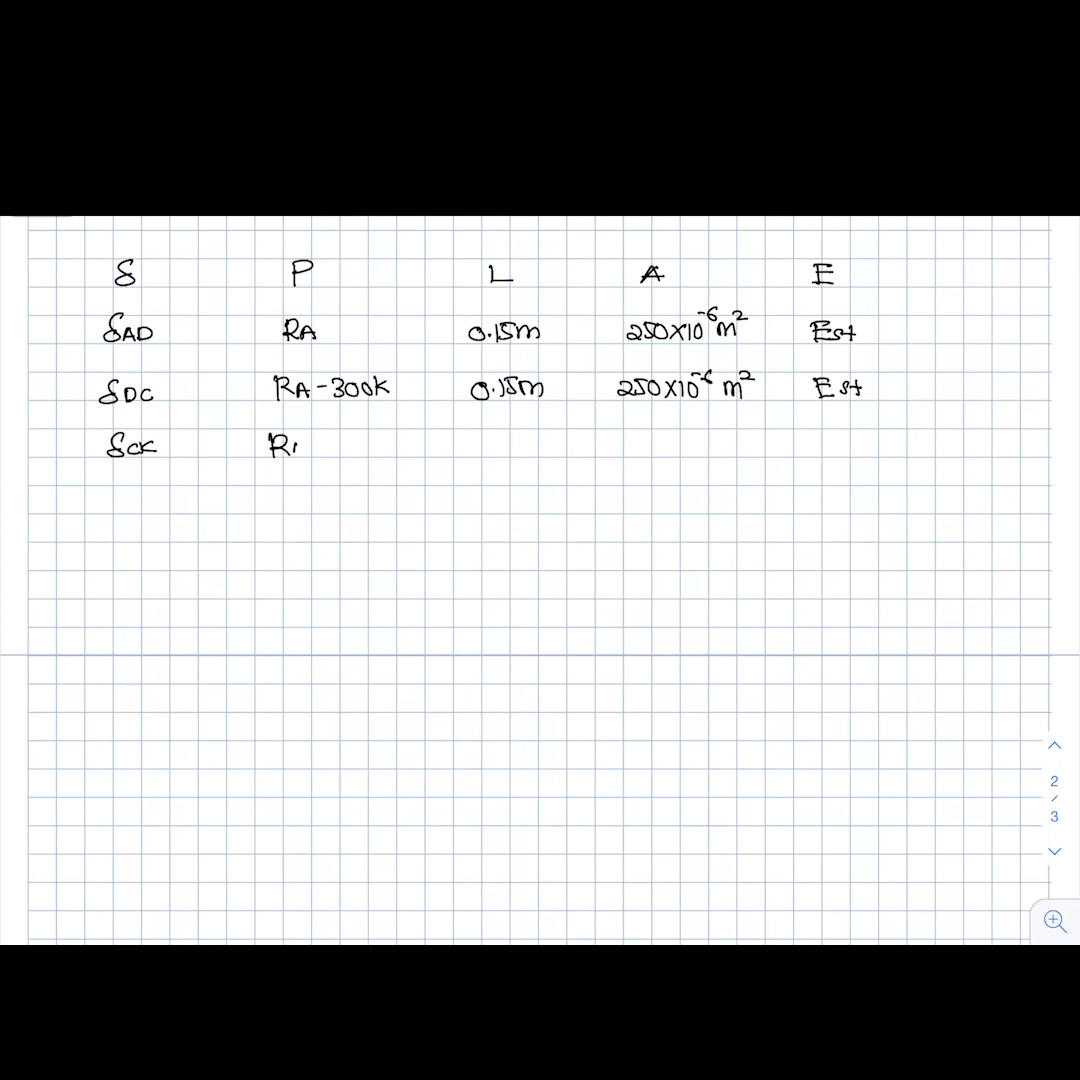 δ P L A E
δAD RA 0.15m 250×10⁻⁶m² Est
δDC RA-300k 0.15m 250×10⁻⁶ m² Est
δCK
2
/
3